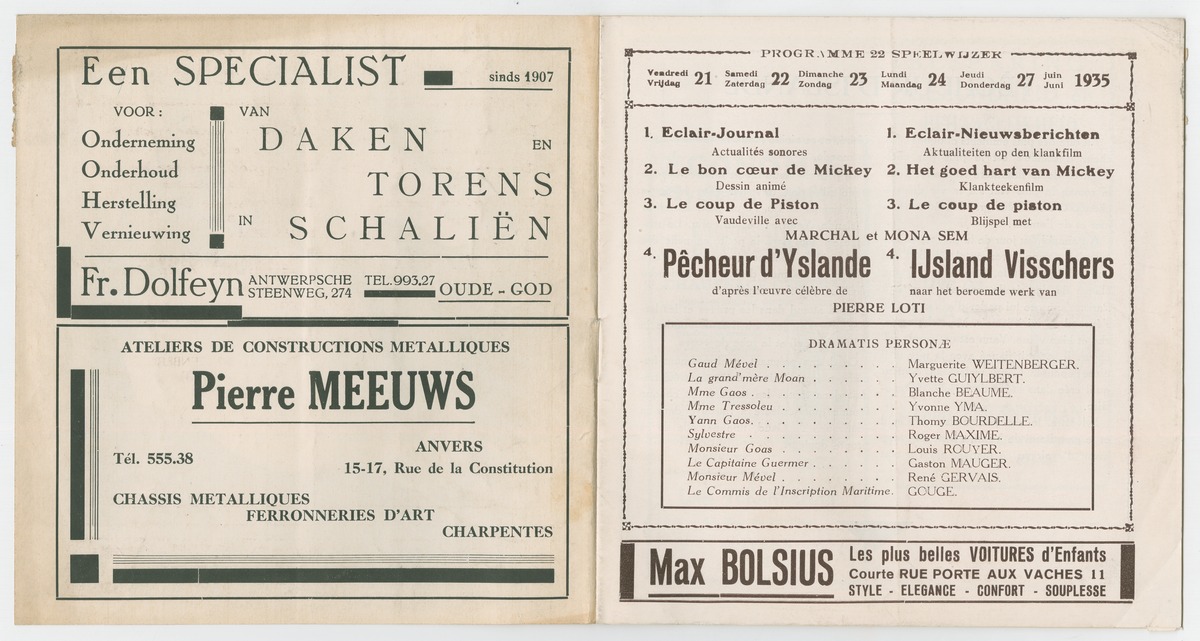 Een SPECIALIST sinds 1907
VOOR : VAN
Onderneming DAKEN EN
Onderhoud TORENS
Herstelling
Vernieuwing IN SCHALIËN
Fr. Dolfeyn ANTWERPSCHE STEENWEG, 274 TEL. 993.27 OUDE - GOD
ATELIERS DE CONSTRUCTIONS METALLIQUES
Pierre MEEUWS
ANVERS
Tél. 555.38 15-17, Rue de la Constitution
CHASSIS METALLIQUES
FERRONNERIES D'ART
CHARPENTES
PROGRAMME 22 SPEELWIJZER
Vendredi Vrijdag 21 Samedi Zaterdag 22 Dimanche Zondag 23 Lundi Maandag 24 Jeudi Donderdag 27 juin Juni 1935
1. Eclair-Journal
Actualités sonores
2. Le bon cœur de Mickey
Dessin animé
3. Le coup de Piston
Vaudeville avec
1. Eclair-Nieuwsberichten
Aktualiteiten op den klankfilm
2. Het goed hart van Mickey
Klankteekenfilm
3. Le coup de piston
Blijspel met
MARCHAL et MONA SEM
4. Pêcheur d'Yslande
d'après l'œuvre célèbre de
4. IJsland Visschers
naar het beroemde werk van
PIERRE LOTI
DRAMATIS PERSONÆ
Gaud Mével . . . . . . . . . Marguerite WEITENBERGER.
La grand'mère Moan . . . . . . Yvette GUIYLBERT.
Mme Gaos . . . . . . . . . . Blanche BEAUME.
Mme Tressoleu . . . . . . . . Yvonne YMA.
Yann Gaos. . . . . . . . . . Thomy BOURDELLE.
Sylvestre . . . . . . . . . . Roger MAXIME.
Monsieur Goas . . . . . . . . Louis ROUYER.
Le Capitaine Guermer . . . . . . Gaston MAUGER.
Monsieur Mével . . . . . . . . René GERVAIS.
Le Commis de l'Inscription Maritime. GOUGE.
Max BOLSIUS
Les plus belles VOITURES d'Enfants
Courte RUE PORTE AUX VACHES 11
STYLE - ELEGANCE - CONFORT - SOUPLESSE